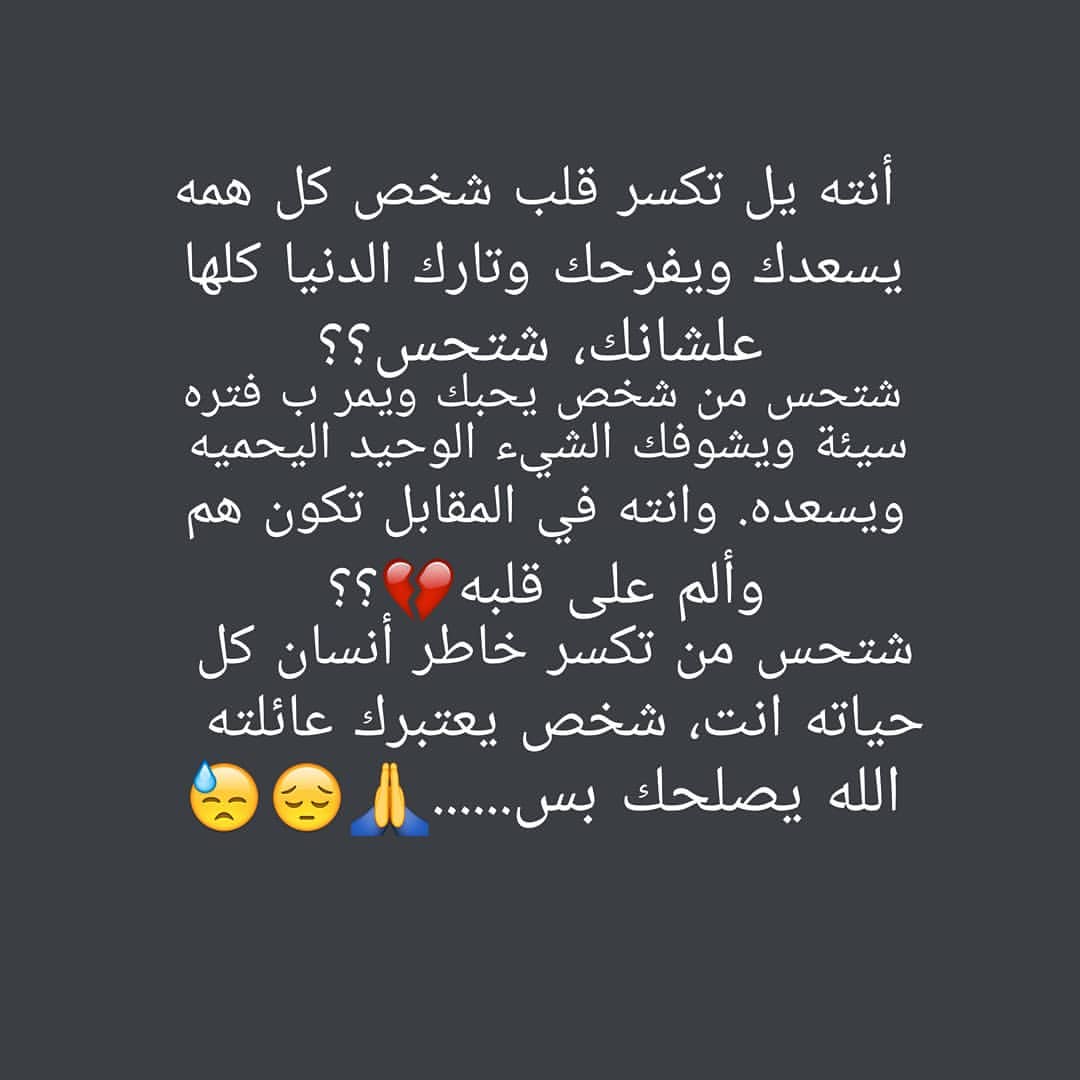 أنته يل تكسر قلب شخص كل همه
يسعدك ويفرحك وتارك الدنيا كلها
علشانك، شتحس؟؟
شتحس من شخص يحبك ويمر ب فتره
سيئة ويشوفك الشيء الوحيد اليحميه
ويسعده. وانته في المقابل تكون هم
وألم على قلبه💔؟؟
شتحس من تكسر خاطر أنسان كل
حياته انت، شخص يعتبرك عائلته
الله يصلحك بس......🙏😔😓